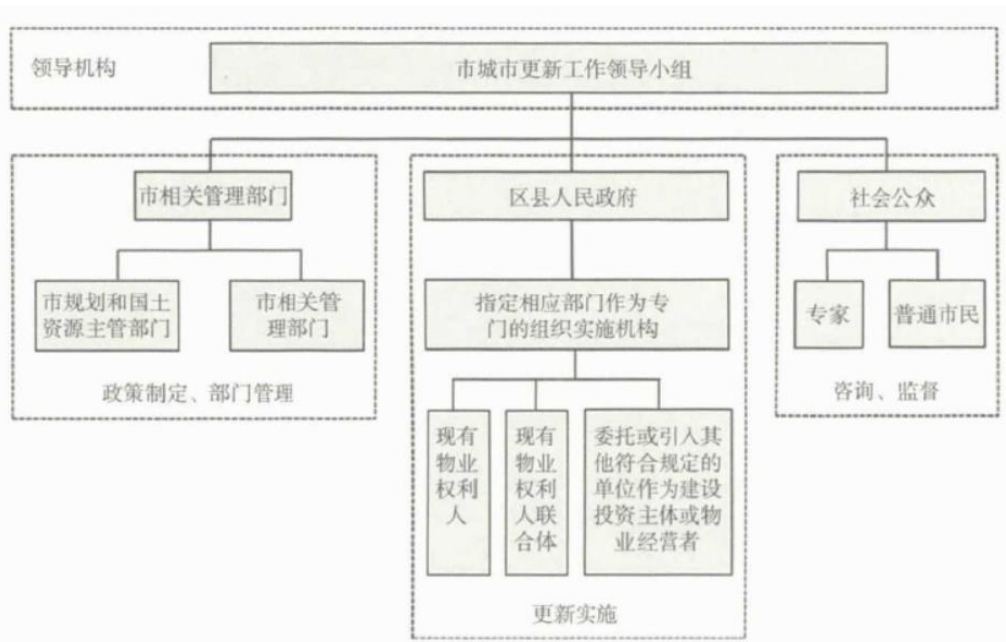 领导机构
市城市更新工作领导小组
市相关管理部门
市规划和国土
资源主管部门
市相关管
理部门
政策制定、部门管理
区县人民政府
指定相应部门作为专
门的组织实施机构
现有
物业
权利
人
现有
物业
权利
人联
合体
委托或引入其
他符合规定的
单位作为建设
投资主体或物
业经营者
更新实施
社会公众
专家
普通市民
咨询、监督